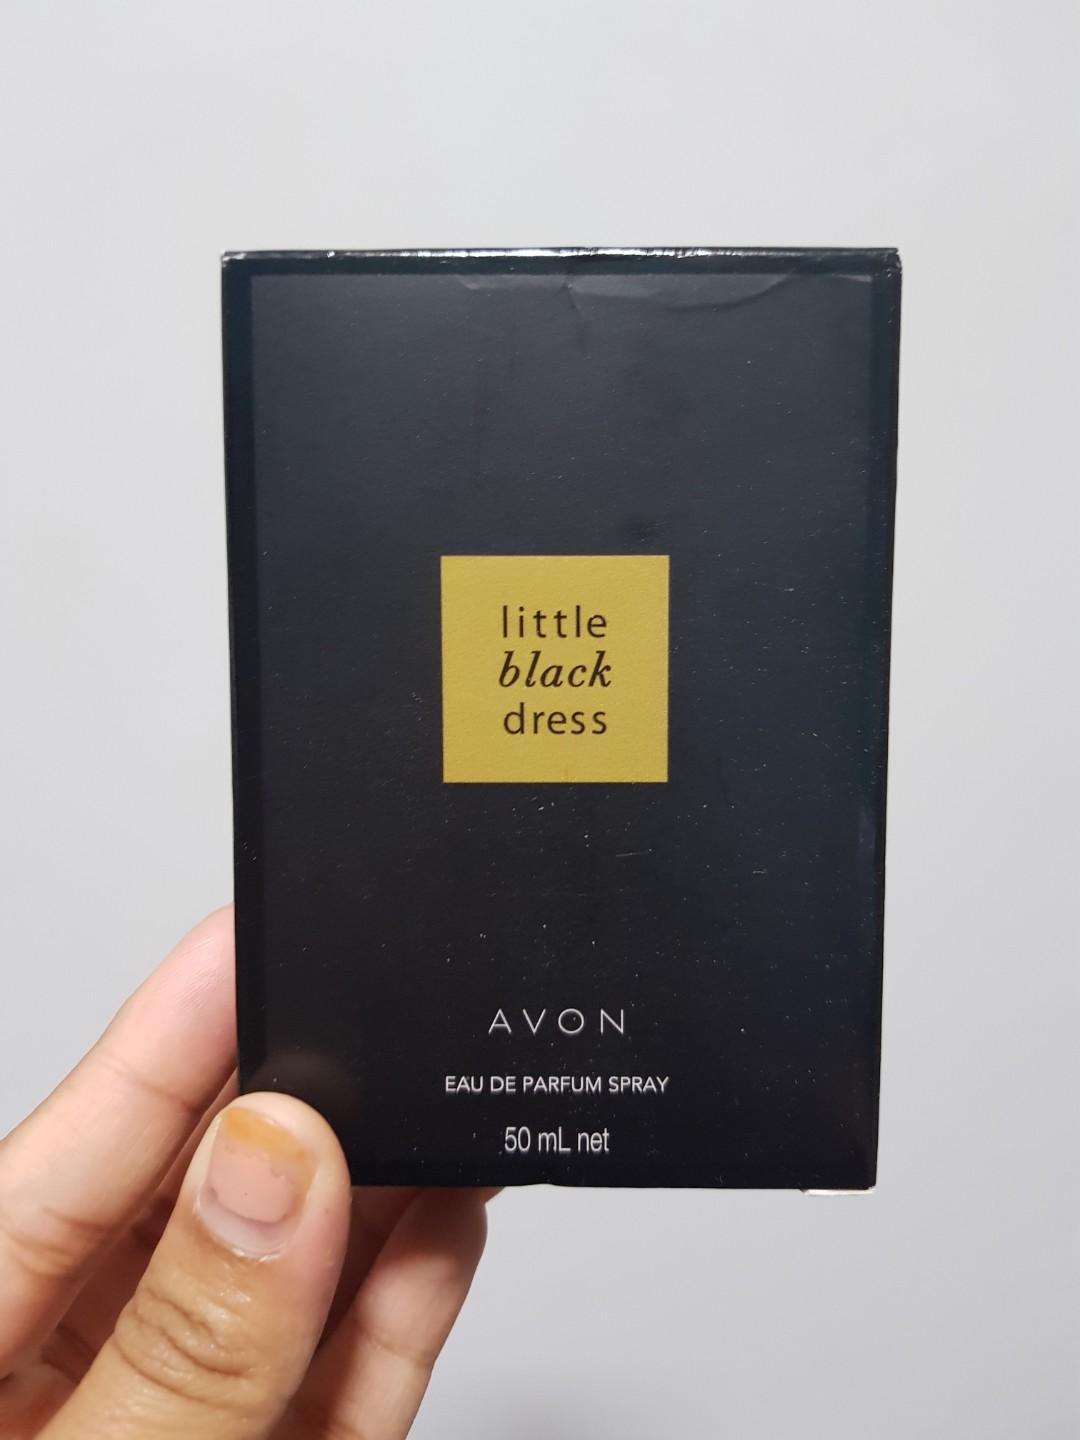 little
black
dress
AVON
EAU DE PARFUM SPRAY
50 mL net